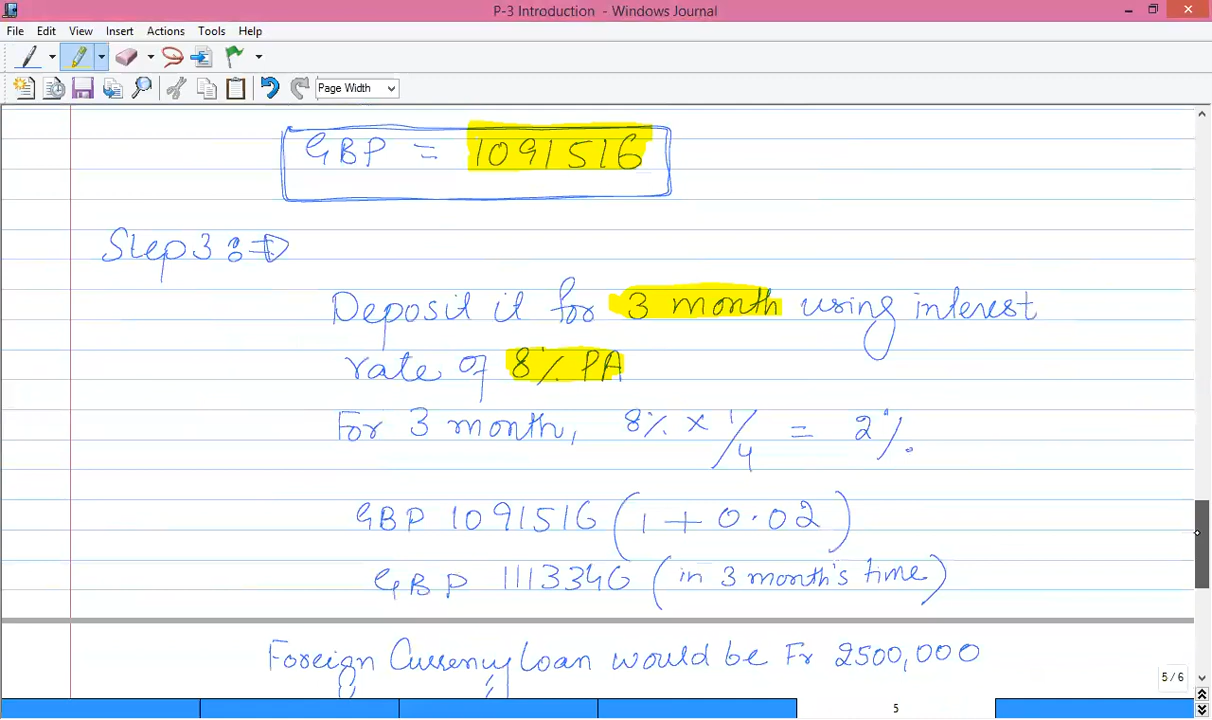 P-3 Introduction - Windows Journal
File Edit View Insert Actions Tools Help
Page Width
GBP = 1091516
Step 3 :⇒
Deposit it for 3 month using interest
rate of 8% PA
For 3 month, 8% × 1/4 = 2%.
GBP 1091516 (1 + 0.02)
GBP 1113346 (in 3 month's time)
Foreign Currency Loan would be Fr 2500,000
5 / 6
5